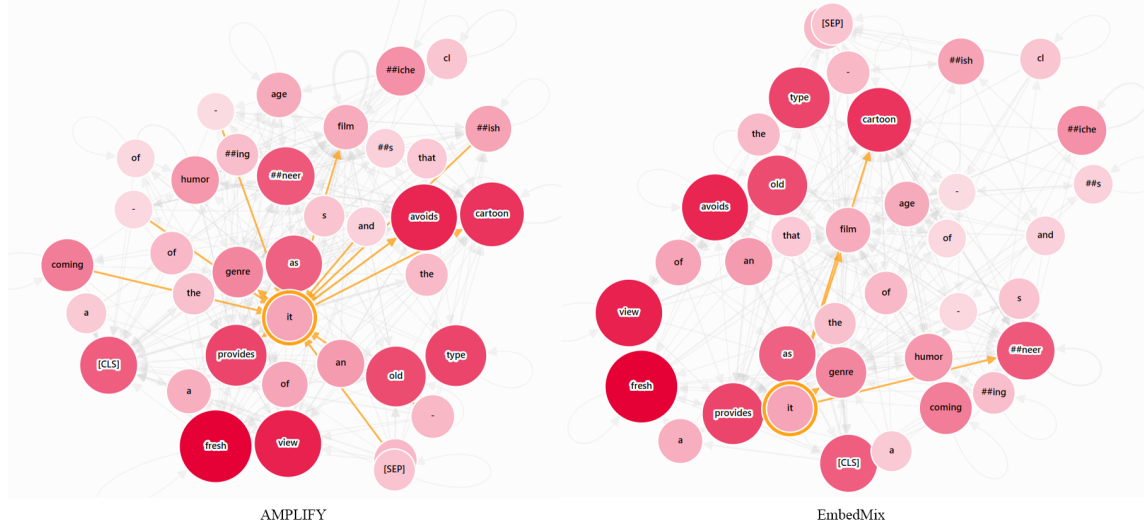 ##iche
cl
age
-
film
##ish
##s
that
##ing
of
humor
##neer
s
and
avoids
cartoon
-
of
coming
genre
as
the
the
a
it
[CLS]
provides
an
type
a
of
old
-
fresh
view
[SEP]
AMPLIFY
[SEP]
##ish
cl
-
type
cartoon
the
##iche
old
##s
avoids
age
-
that
film
of
and
of
an
view
of
s
the
-
as
##neer
humor
genre
fresh
##ing
it
provides
coming
a
a
[CLS]
EmbedMix